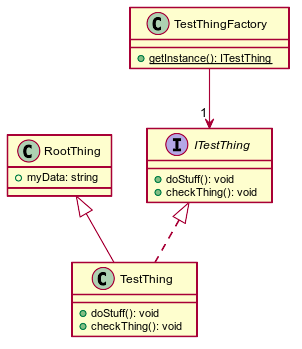 C TestThingFactory
getInstance(): ITestThing
1
C RootThing
myData: string
I ITestThing
doStuff(): void
checkThing(): void
C TestThing
doStuff(): void
checkThing(): void